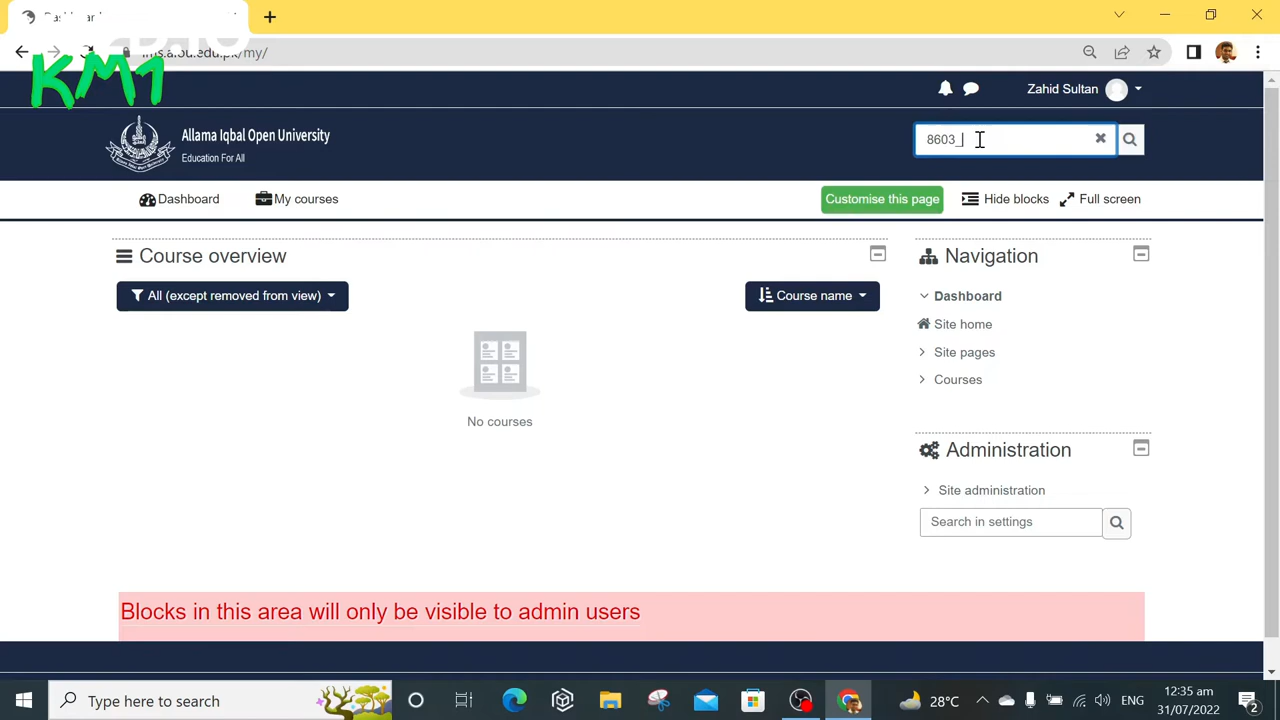 Dashboard
KM1
lms.aiou.edu.pk/my/
Zahid Sultan
Allama Iqbal Open University
Education For All
8603_
Dashboard
My courses
Customise this page
Hide blocks
Full screen
Course overview
All (except removed from view)
Course name
No courses
Navigation
Dashboard
Site home
Site pages
Courses
Administration
Site administration
Search in settings
Blocks in this area will only be visible to admin users
Type here to search
28°C
ENG
12:35 am
31/07/2022
2